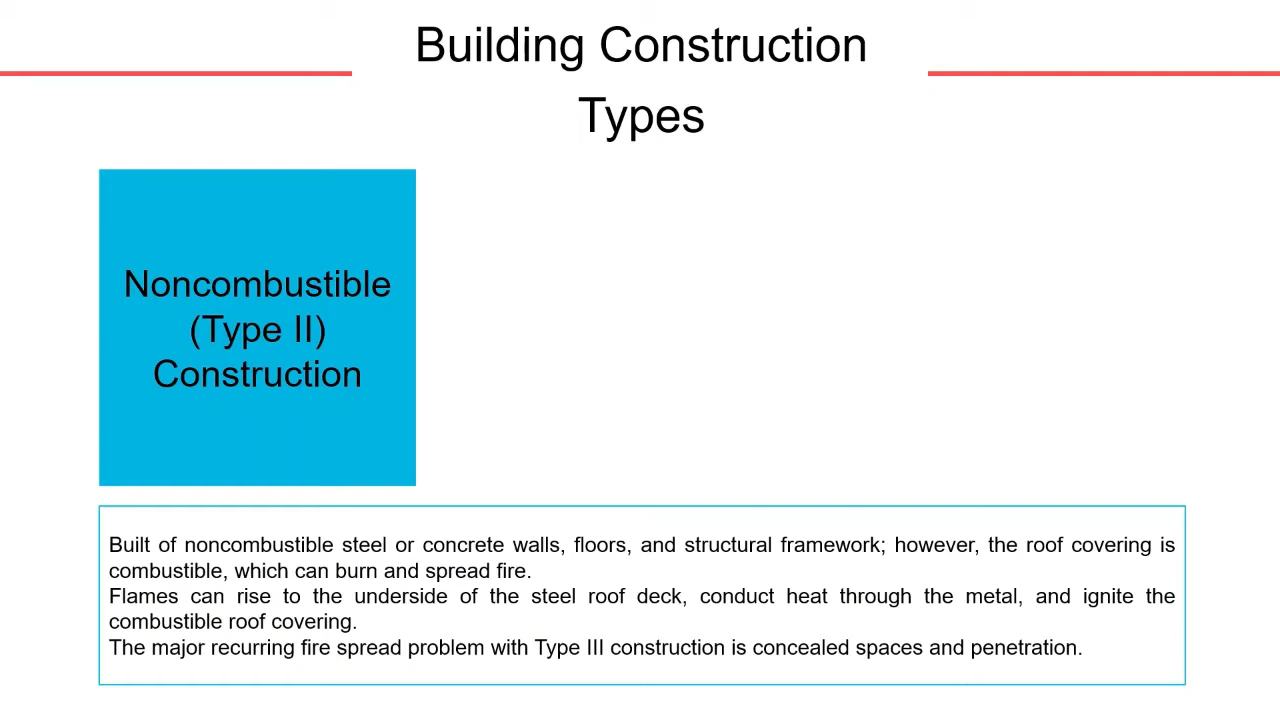 Building Construction
Types
Noncombustible
(Type II)
Construction
Built of noncombustible steel or concrete walls, floors, and structural framework; however, the roof covering is
combustible, which can burn and spread fire.
Flames can rise to the underside of the steel roof deck, conduct heat through the metal, and ignite the
combustible roof covering.
The major recurring fire spread problem with Type III construction is concealed spaces and penetration.